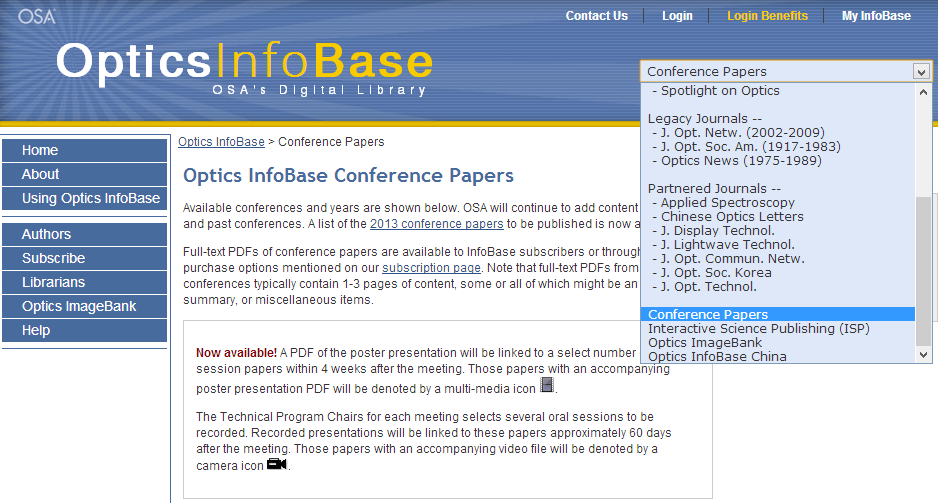 OSA
Contact Us
Login
Login Benefits
My InfoBase
OpticsInfoBase
OSA's Digital Library
Conference Papers
- Spotlight on Optics
Legacy Journals --
- J. Opt. Netw. (2002-2009)
- J. Opt. Soc. Am. (1917-1983)
- Optics News (1975-1989)
Partnered Journals --
- Applied Spectroscopy
- Chinese Optics Letters
- J. Display Technol.
- J. Lightwave Technol.
- J. Opt. Commun. Netw.
- J. Opt. Soc. Korea
- J. Opt. Technol.
Conference Papers
Interactive Science Publishing (ISP)
Optics ImageBank
Optics InfoBase China
Home
About
Using Optics InfoBase
Authors
Subscribe
Librarians
Optics ImageBank
Help
Optics InfoBase > Conference Papers
Optics InfoBase Conference Papers
Available conferences and years are shown below. OSA will continue to add content
and past conferences. A list of the 2013 conference papers to be published is now a
Full-text PDFs of conference papers are available to InfoBase subscribers or through
purchase options mentioned on our subscription page. Note that full-text PDFs from
conferences typically contain 1-3 pages of content, some or all of which might be an
summary, or miscellaneous items.
Now available! A PDF of the poster presentation will be linked to a select number
session papers within 4 weeks after the meeting. Those papers with an accompanying
poster presentation PDF will be denoted by a multi-media icon .
The Technical Program Chairs for each meeting selects several oral sessions to be
recorded. Recorded presentations will be linked to these papers approximately 60 days
after the meeting. Those papers with an accompanying video file will be denoted by a
camera icon .